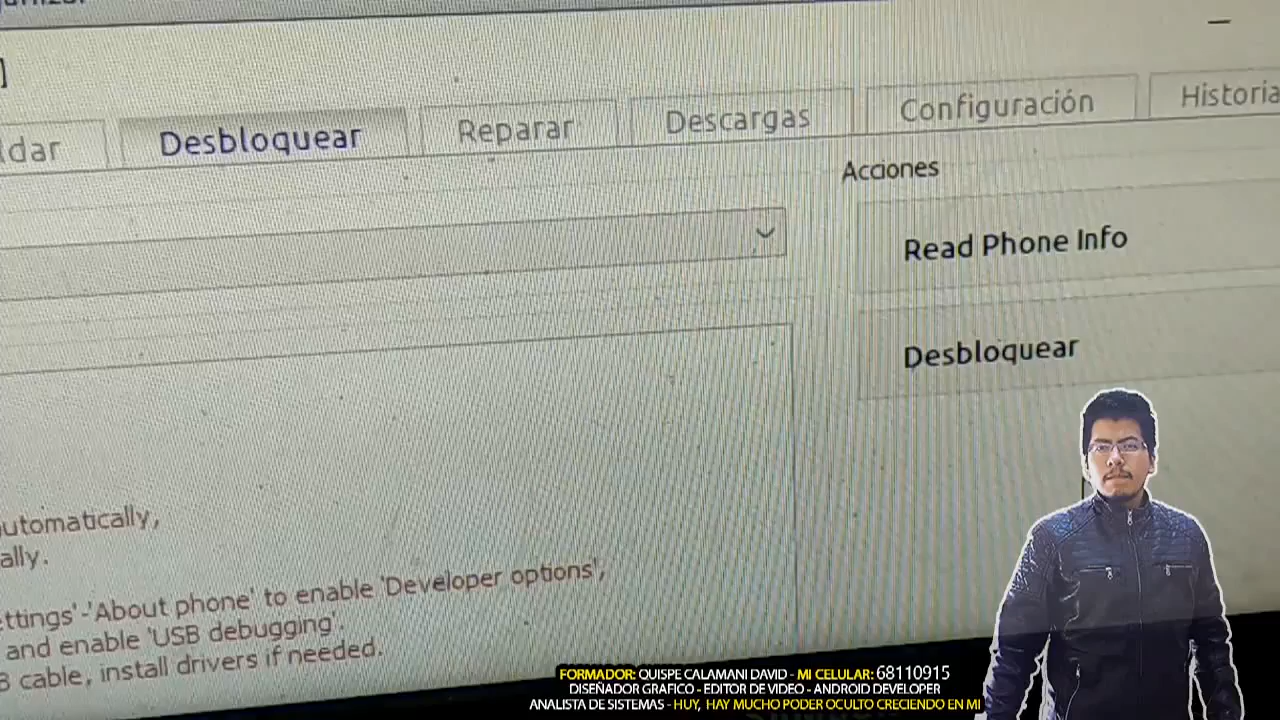 ]
ldar Desbloquear Reparar Descargas Configuración Historia
Acciones
Read Phone Info
Desbloquear
utomatically,
ally.
ettings'-'About phone' to enable 'Developer options',
and enable 'USB debugging'.
B cable, install drivers if needed.
FORMADOR: QUISPE CALAMANI DAVID - MI CELULAR: 68110915
DISEÑADOR GRAFICO - EDITOR DE VIDEO - ANDROID DEVELOPER
ANALISTA DE SISTEMAS - HUY, HAY MUCHO PODER OCULTO CRECIENDO EN MI